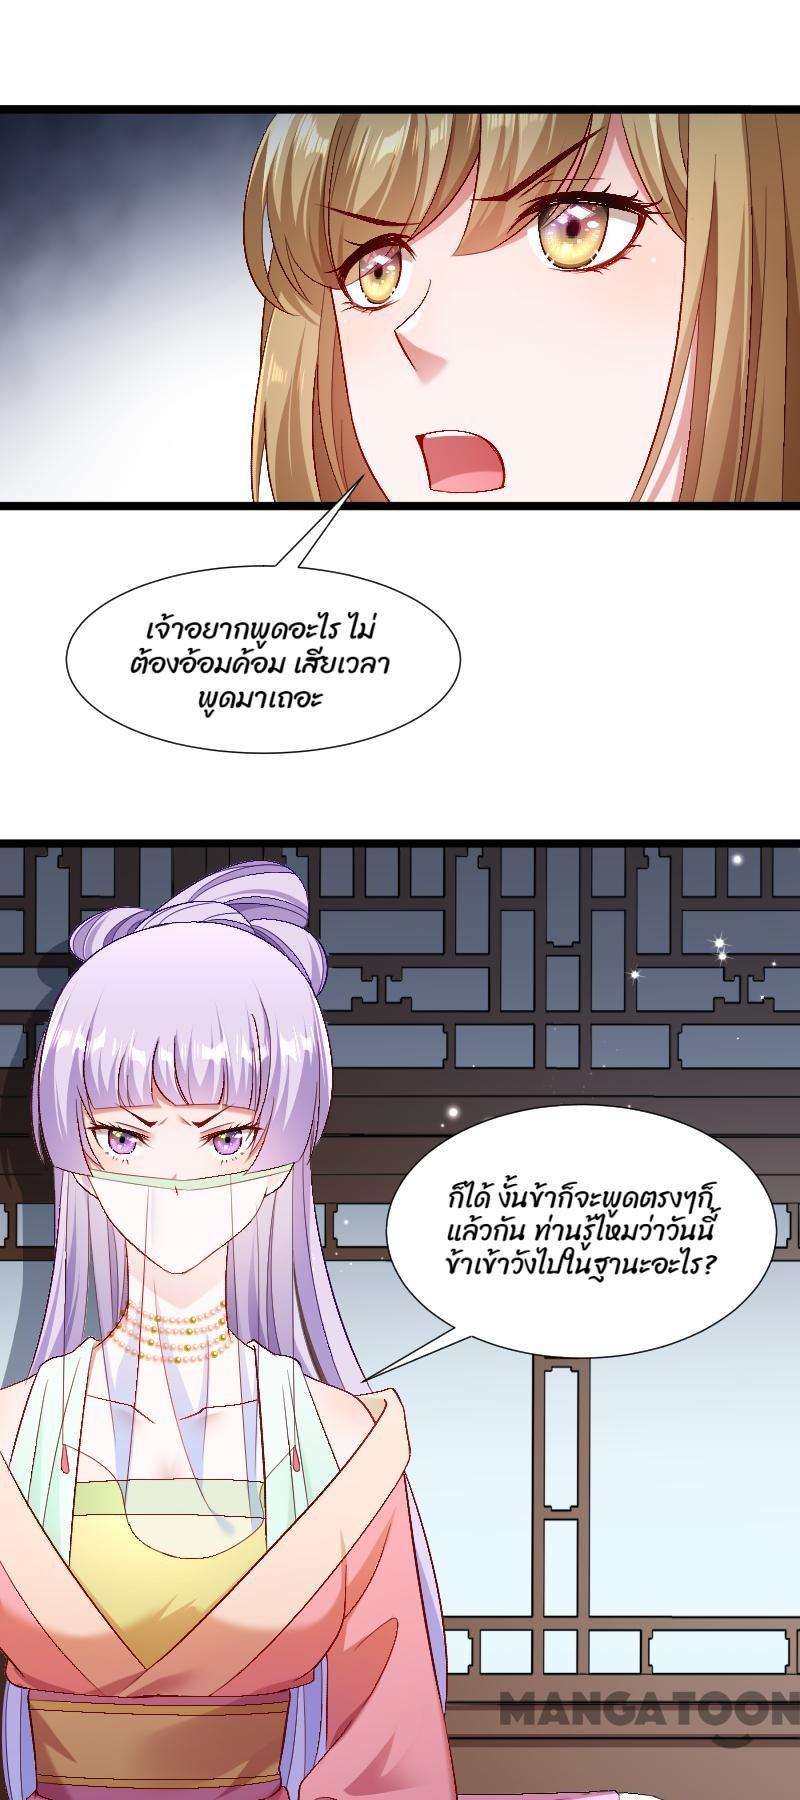 เจ้าอยากพูดอะไร ไม่
ต้องอ้อมค้อม เสียเวลา
พูดมาเถอะ
ก็ได้ งั้นข้าก็จะพูดตรงๆก็
แล้วกัน ท่านรู้ไหมว่าวันนี้
ข้าเข้าวังไปในฐานะอะไร?
MANGATOON